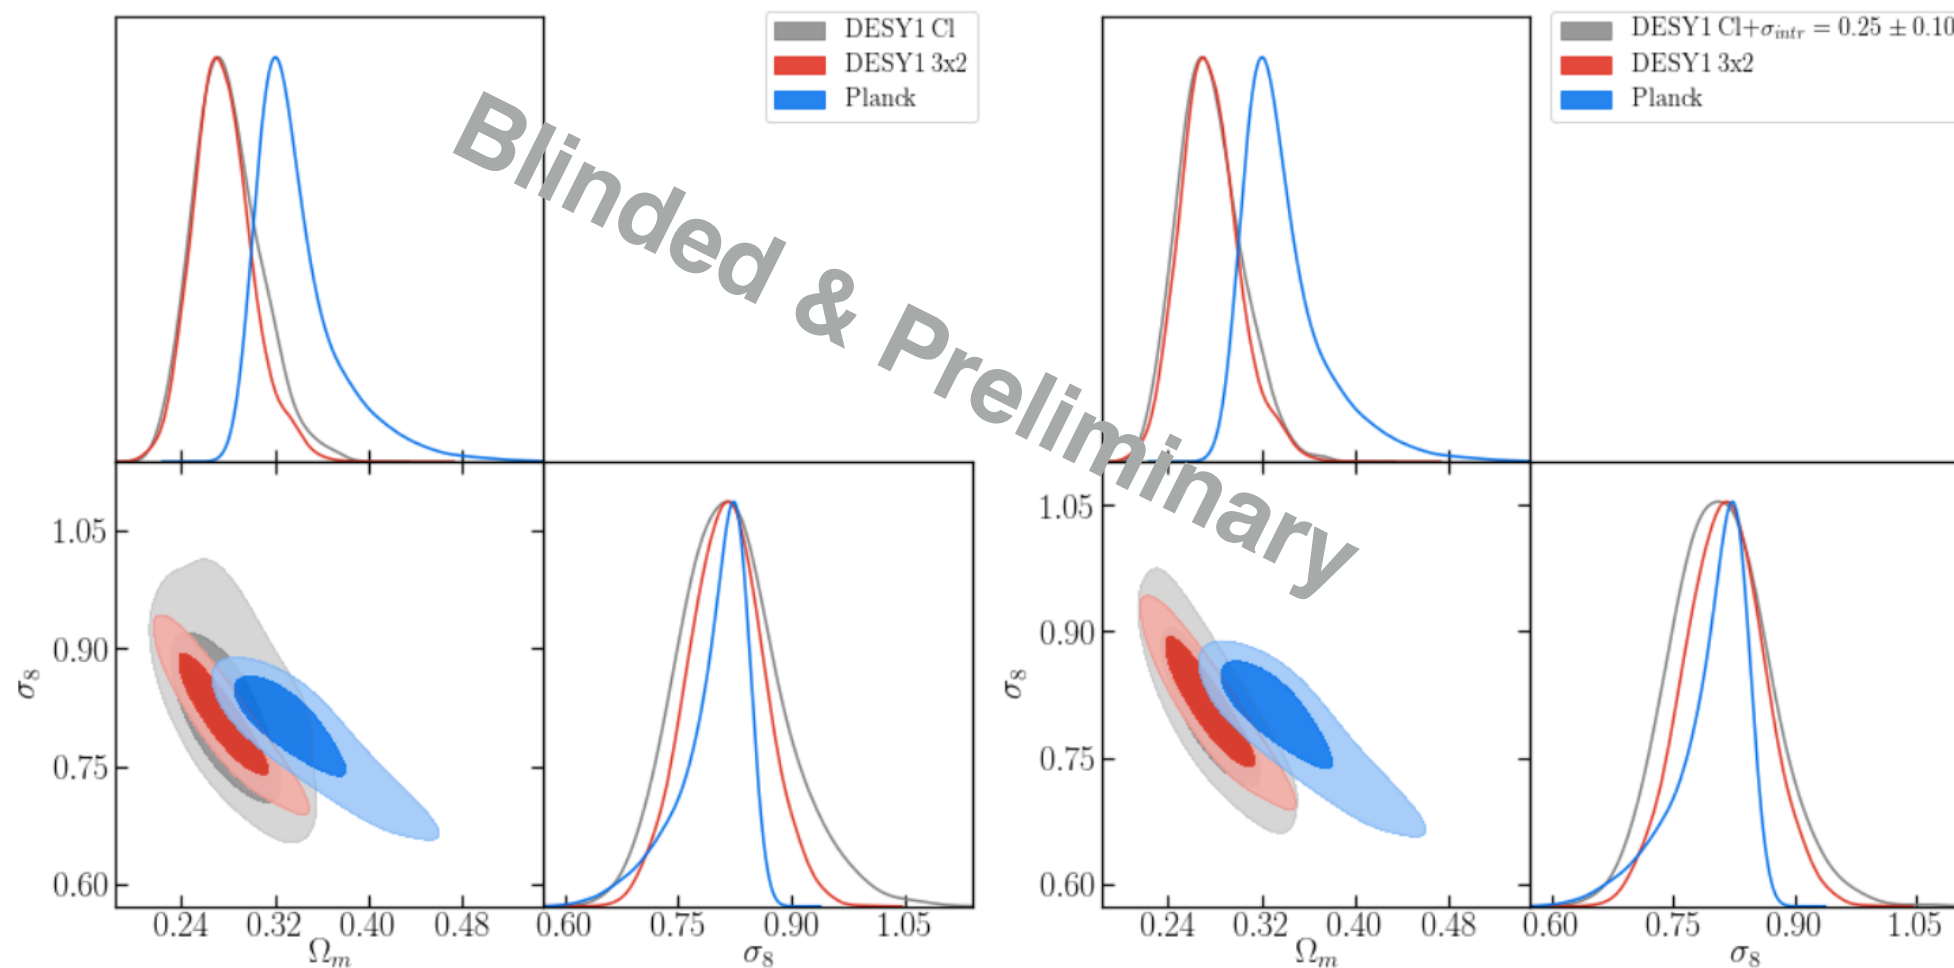 DESY1 Cl
DESY1 3x2
Planck
DESY1 Cl+σintr = 0.25 ± 0.10
DESY1 3x2
Planck
Blinded & Preliminary
1.05
0.90
0.75
0.60
σ8
0.24 0.32 0.40 0.48
Ωm
0.60 0.75 0.90 1.05
σ8
1.05
0.90
0.75
0.60
σ8
0.24 0.32 0.40 0.48
Ωm
0.60 0.75 0.90 1.05
σ8